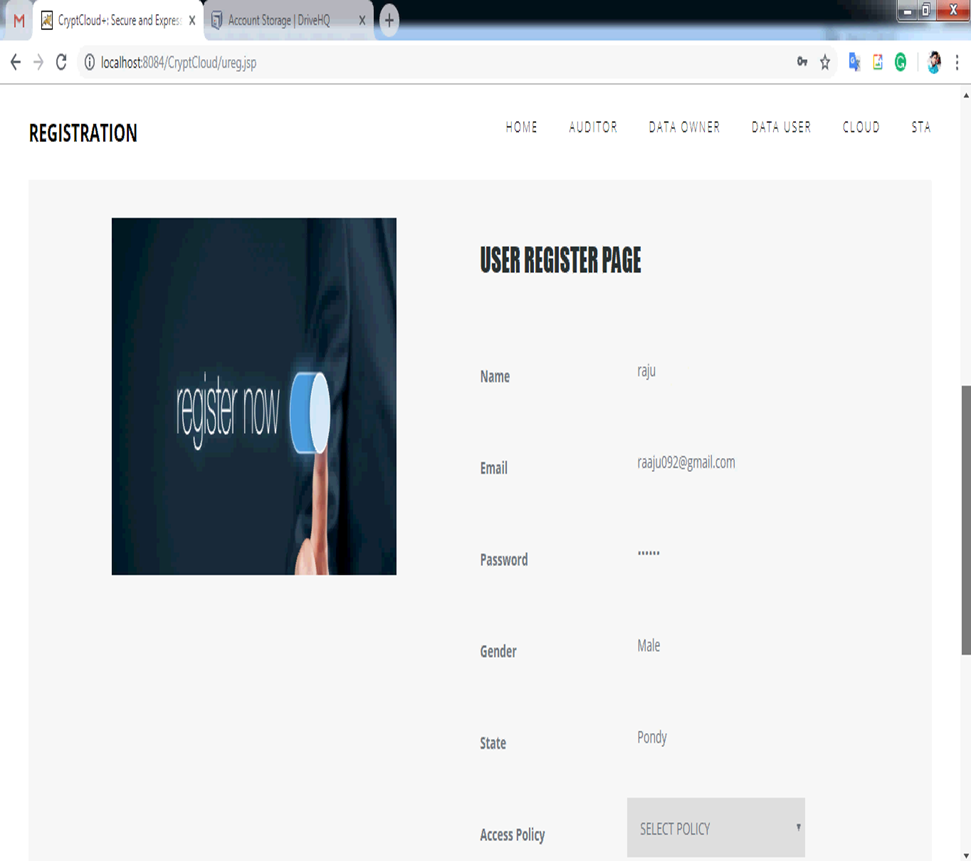 CryptCloud+: Secure and Expres
Account Storage | DriveHQ
localhost:8084/CryptCloud/ureg.jsp
REGISTRATION
HOME AUDITOR DATA OWNER DATA USER CLOUD STA
register now
USER REGISTER PAGE
Name raju
Email raaju092@gmail.com
Password ••••••
Gender Male
State Pondy
Access Policy SELECT POLICY